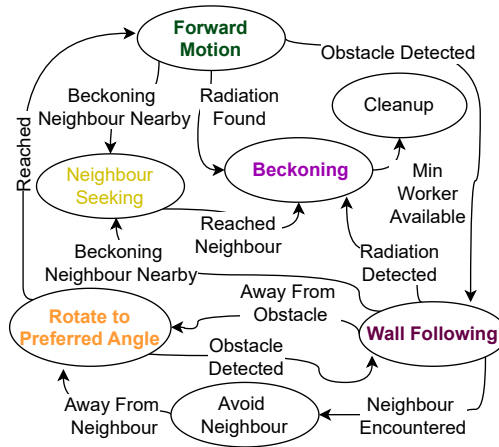 Forward
Motion
Obstacle Detected
Beckoning
Neighbour Nearby
Radiation
Found
Cleanup
Reached
Neighbour
Seeking
Beckoning
Min
Worker
Available
Reached
Neighbour
Beckoning
Neighbour Nearby
Radiation
Detected
Away From
Obstacle
Rotate to
Preferred Angle
Wall Following
Obstacle
Detected
Away From
Neighbour
Avoid
Neighbour
Neighbour
Encountered